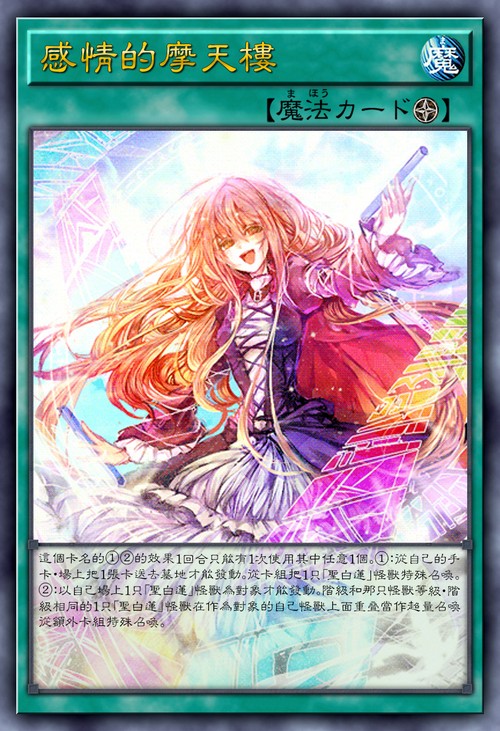 感情的摩天樓
魔
ま ほう
【魔法カード】
這個卡名的①②的效果1回合只能有1次使用其中任意1個。①:從自己的手
卡·場上把1張卡送去墓地才能發動。從卡組把1只「聖白蓮」怪獸特殊召喚。
②:以自己場上1只「聖白蓮」怪獸為對象才能發動。階級和那只怪獸等級·階
級相同的1只「聖白蓮」怪獸在作為對象的自己怪獸上面重疊當作超量召喚
從額外卡組特殊召喚。